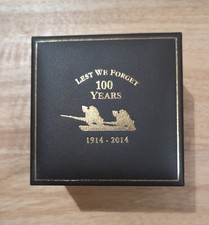 LEST WE FORGET
100
YEARS
1914 - 2014